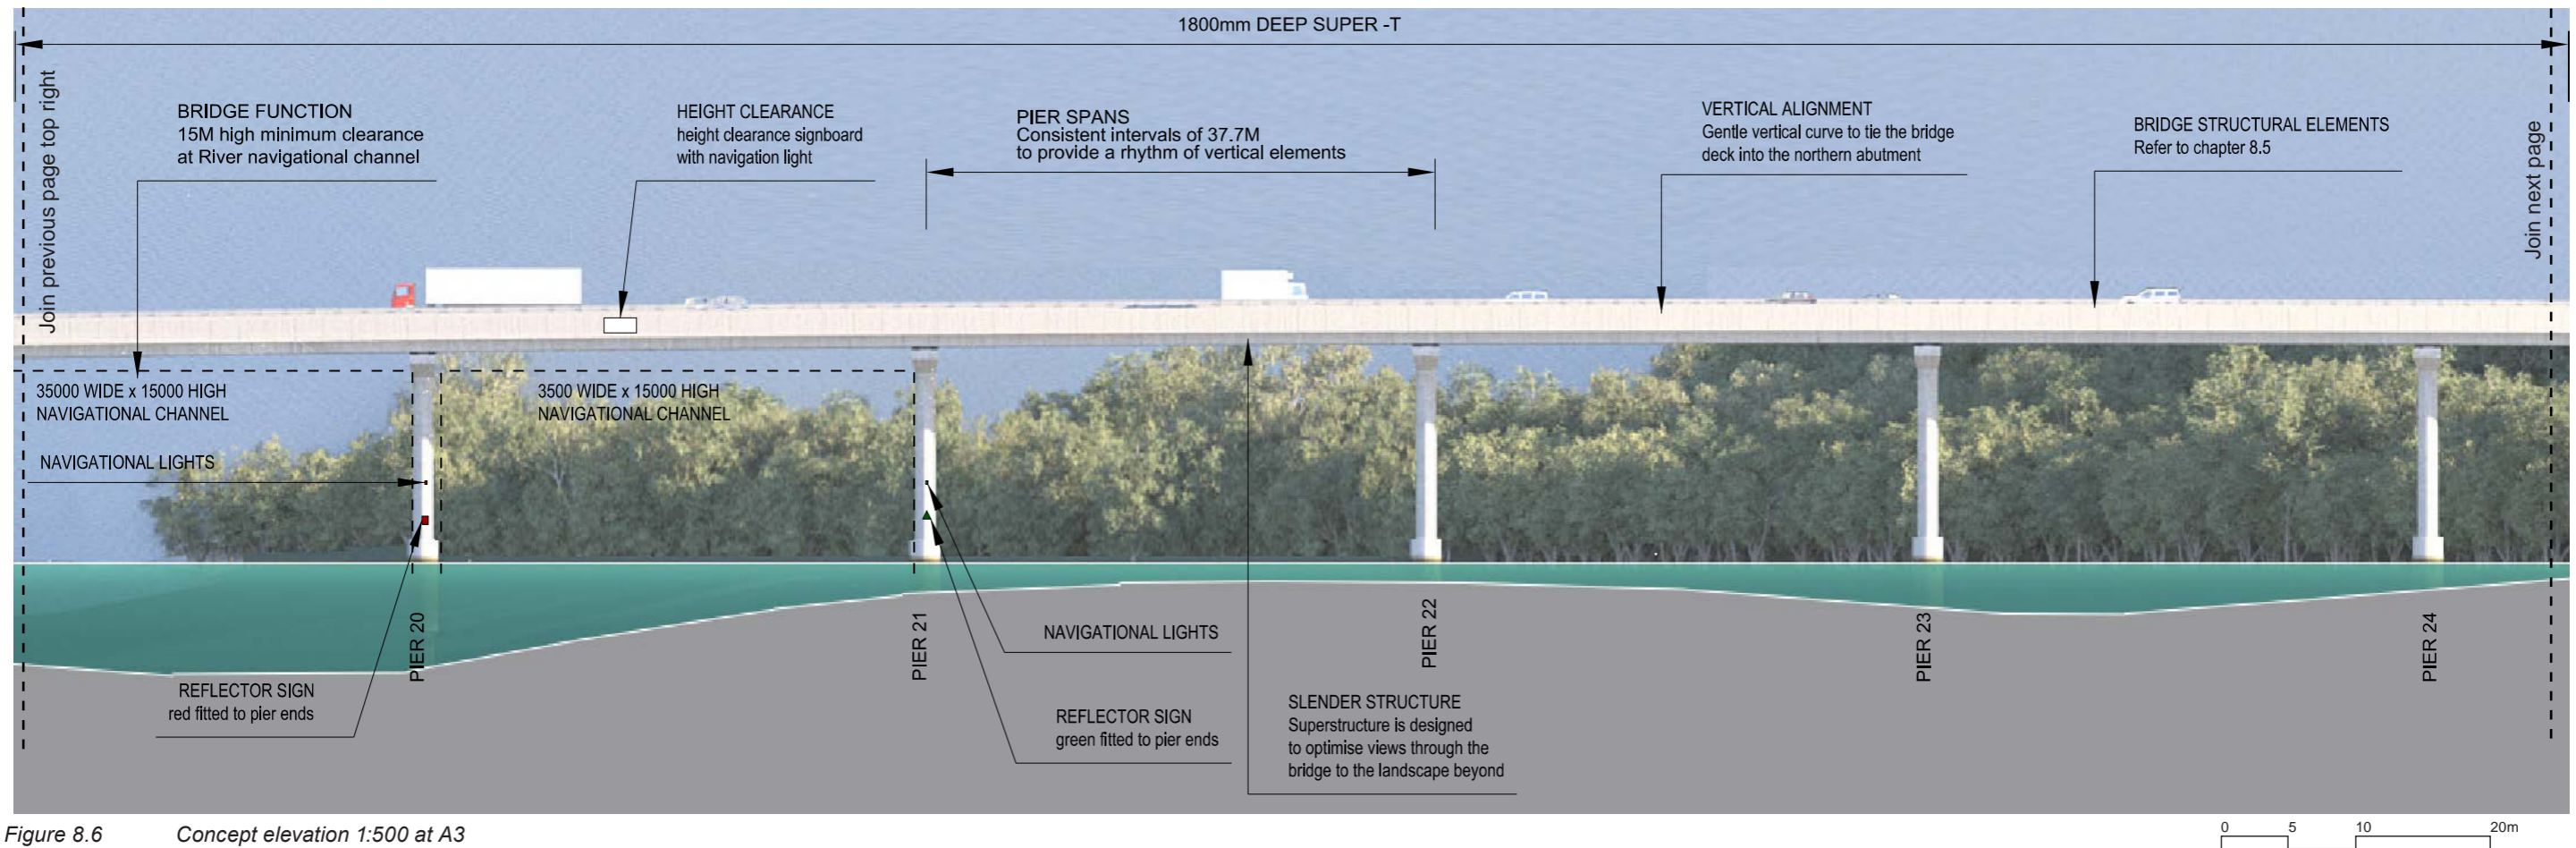 1800mm DEEP SUPER -T
Join previous page top right
BRIDGE FUNCTION
15M high minimum clearance
at River navigational channel
HEIGHT CLEARANCE
height clearance signboard
with navigation light
PIER SPANS
Consistent intervals of 37.7M
to provide a rhythm of vertical elements
VERTICAL ALIGNMENT
Gentle vertical curve to tie the bridge
deck into the northern abutment
BRIDGE STRUCTURAL ELEMENTS
Refer to chapter 8.5
Join next page
35000 WIDE x 15000 HIGH
NAVIGATIONAL CHANNEL
3500 WIDE x 15000 HIGH
NAVIGATIONAL CHANNEL
NAVIGATIONAL LIGHTS
PIER 20
PIER 21
PIER 22
PIER 23
PIER 24
NAVIGATIONAL LIGHTS
REFLECTOR SIGN
red fitted to pier ends
REFLECTOR SIGN
green fitted to pier ends
SLENDER STRUCTURE
Superstructure is designed
to optimise views through the
bridge to the landscape beyond
Figure 8.6 Concept elevation 1:500 at A3
0 5 10 20m